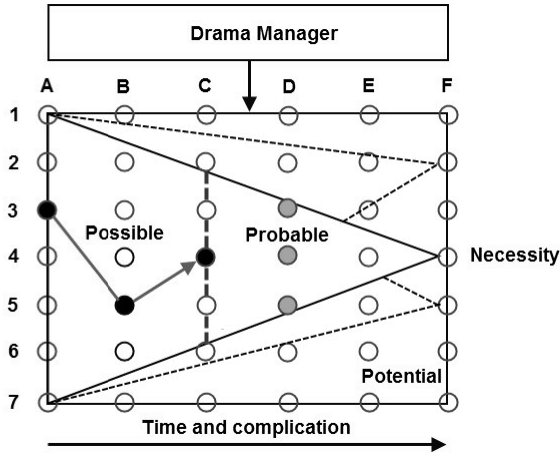 Drama Manager
A B C D E F
1
2
3
Possible Probable
4
Necessity
5
6
Potential
7
Time and complication